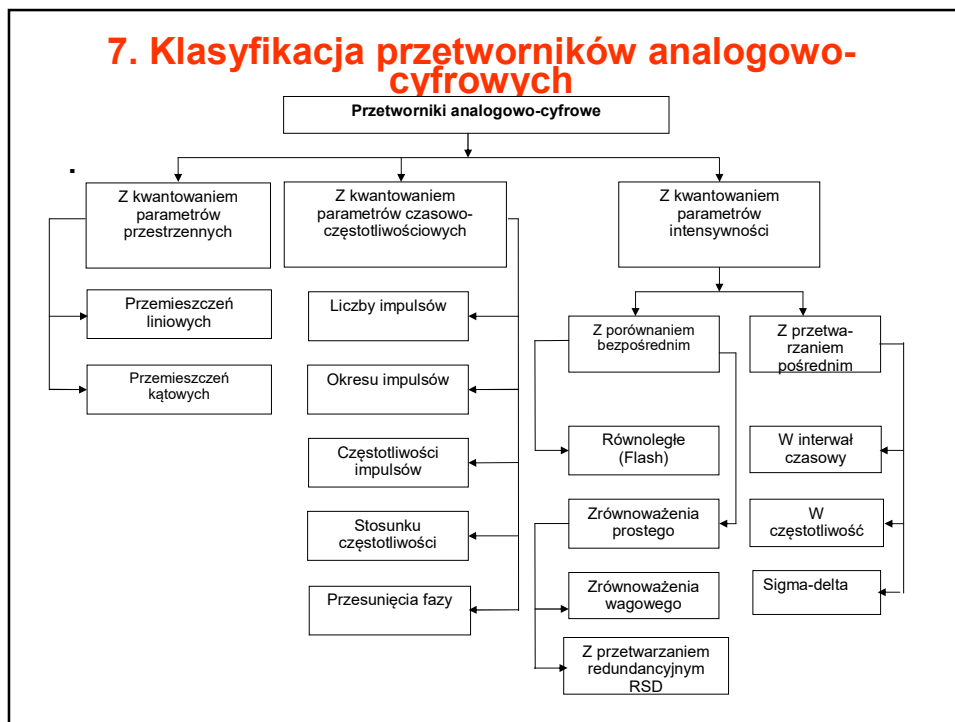 7. Klasyfikacja przetworników analogowo-
cyfrowych
Przetworniki analogowo-cyfrowe
Z kwantowaniem
parametrów
przestrzennych
Z kwantowaniem
parametrów czasowo-
częstotliwościowych
Z kwantowaniem
parametrów
intensywności
Przemieszczeń
liniowych
Przemieszczeń
kątowych
Liczby impulsów
Okresu impulsów
Częstotliwości
impulsów
Stosunku
częstotliwości
Przesunięcia fazy
Z porównaniem
bezpośrednim
Z przetwa-
rzaniem
pośrednim
Równoległe
(Flash)
Zrównoważenia
prostego
Zrównoważenia
wagowego
Z przetwarzaniem
redundancyjnym
RSD
W interwał
czasowy
W
częstotliwość
Sigma-delta